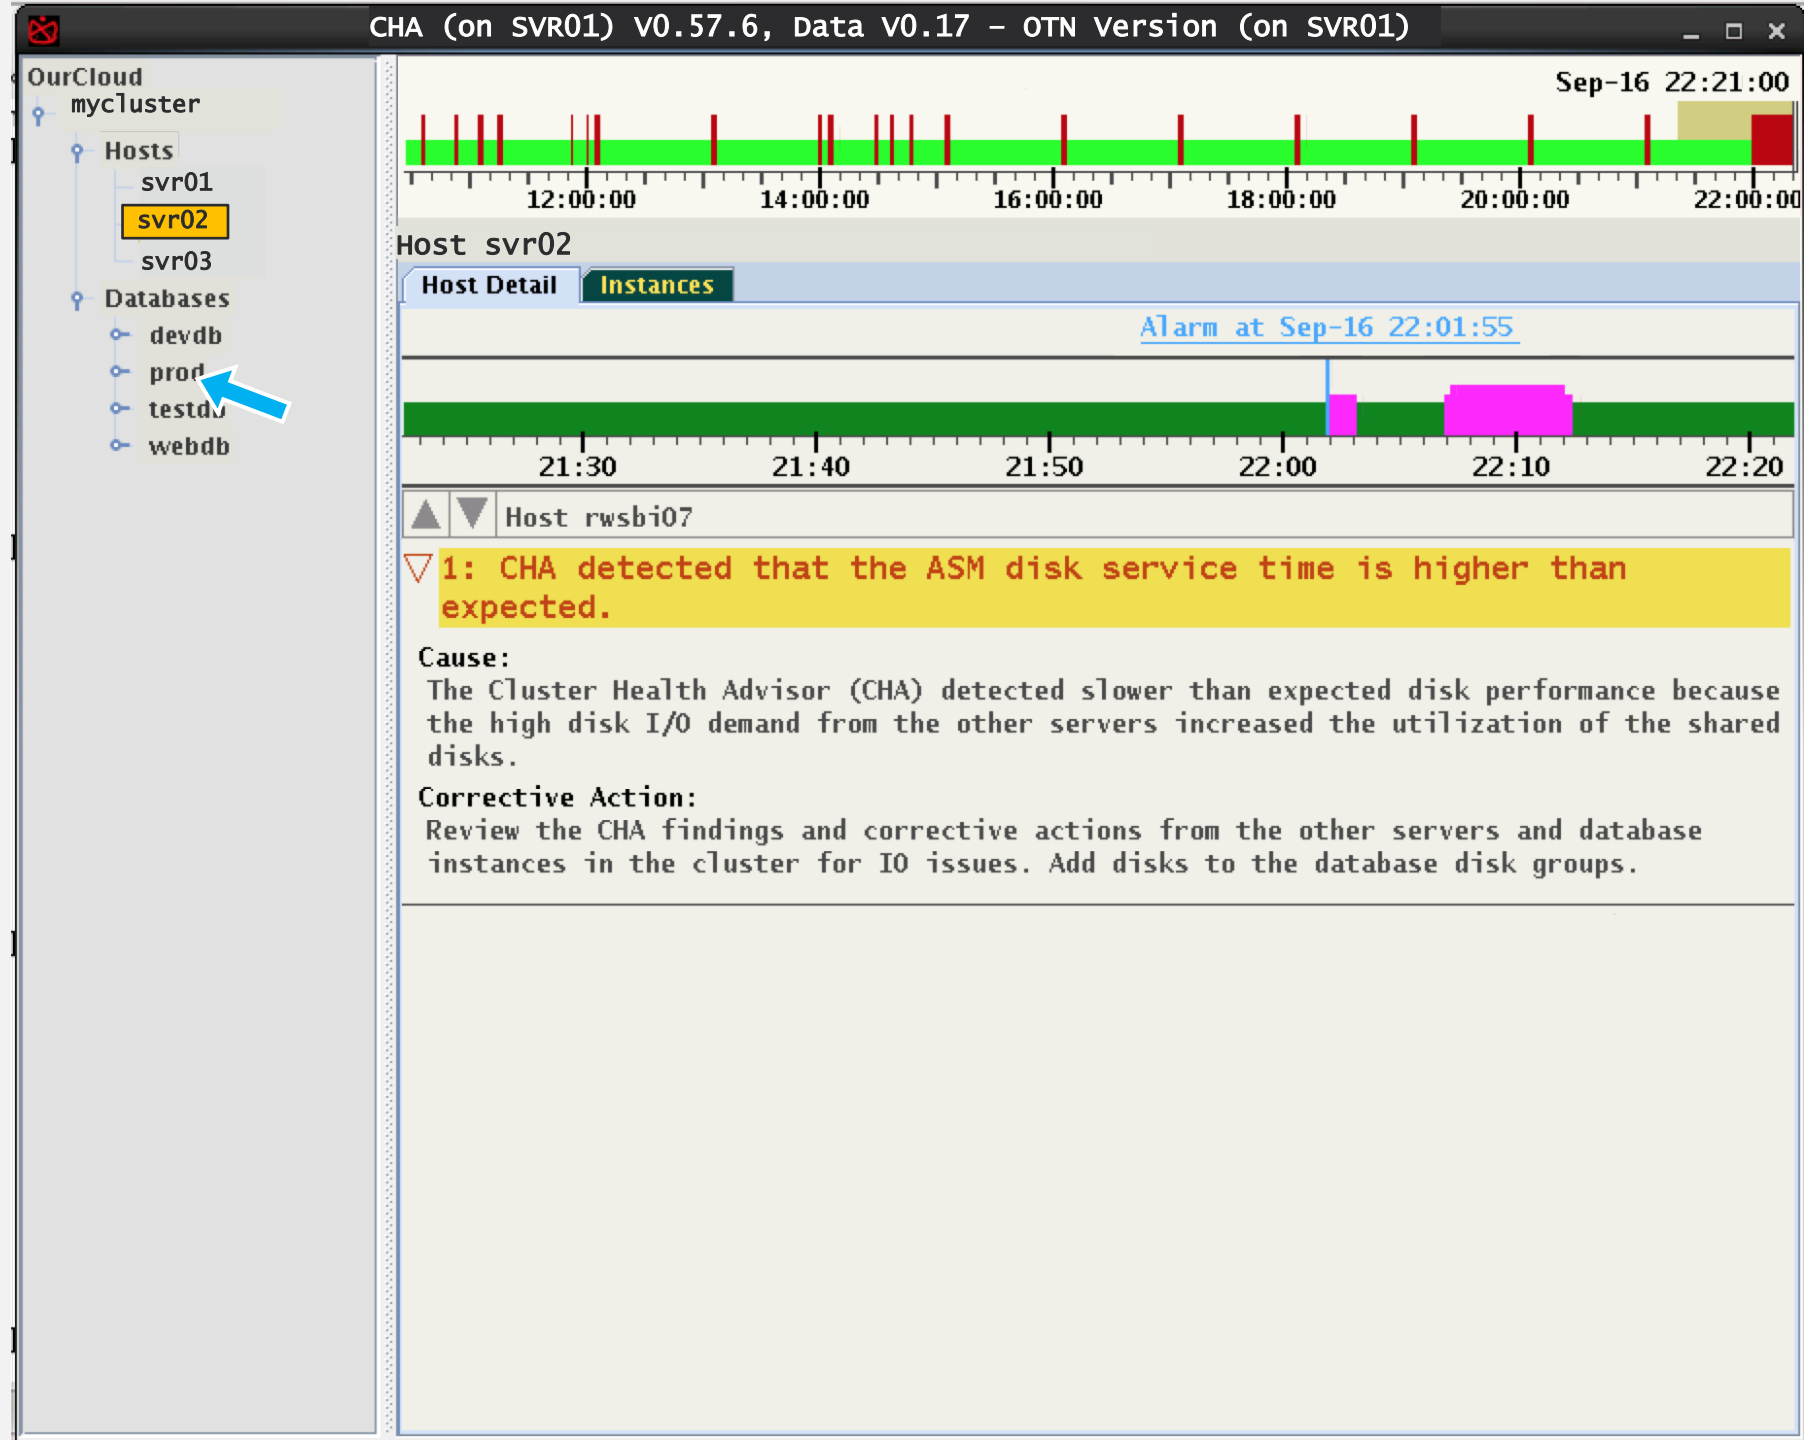 CHA (on SVR01) V0.57.6, Data V0.17 – OTN Version (on SVR01)
OurCloud
mycluster
Hosts
svr01
svr02
svr03
Databases
devdb
prod
testdb
webdb
Sep-16 22:21:00
12:00:00 14:00:00 16:00:00 18:00:00 20:00:00 22:00:00
Host svr02
Host Detail Instances
Alarm at Sep-16 22:01:55
21:30 21:40 21:50 22:00 22:10 22:20
Host rwsbi07
1: CHA detected that the ASM disk service time is higher than
expected.
Cause:
The Cluster Health Advisor (CHA) detected slower than expected disk performance because
the high disk I/O demand from the other servers increased the utilization of the shared
disks.
Corrective Action:
Review the CHA findings and corrective actions from the other servers and database
instances in the cluster for IO issues. Add disks to the database disk groups.